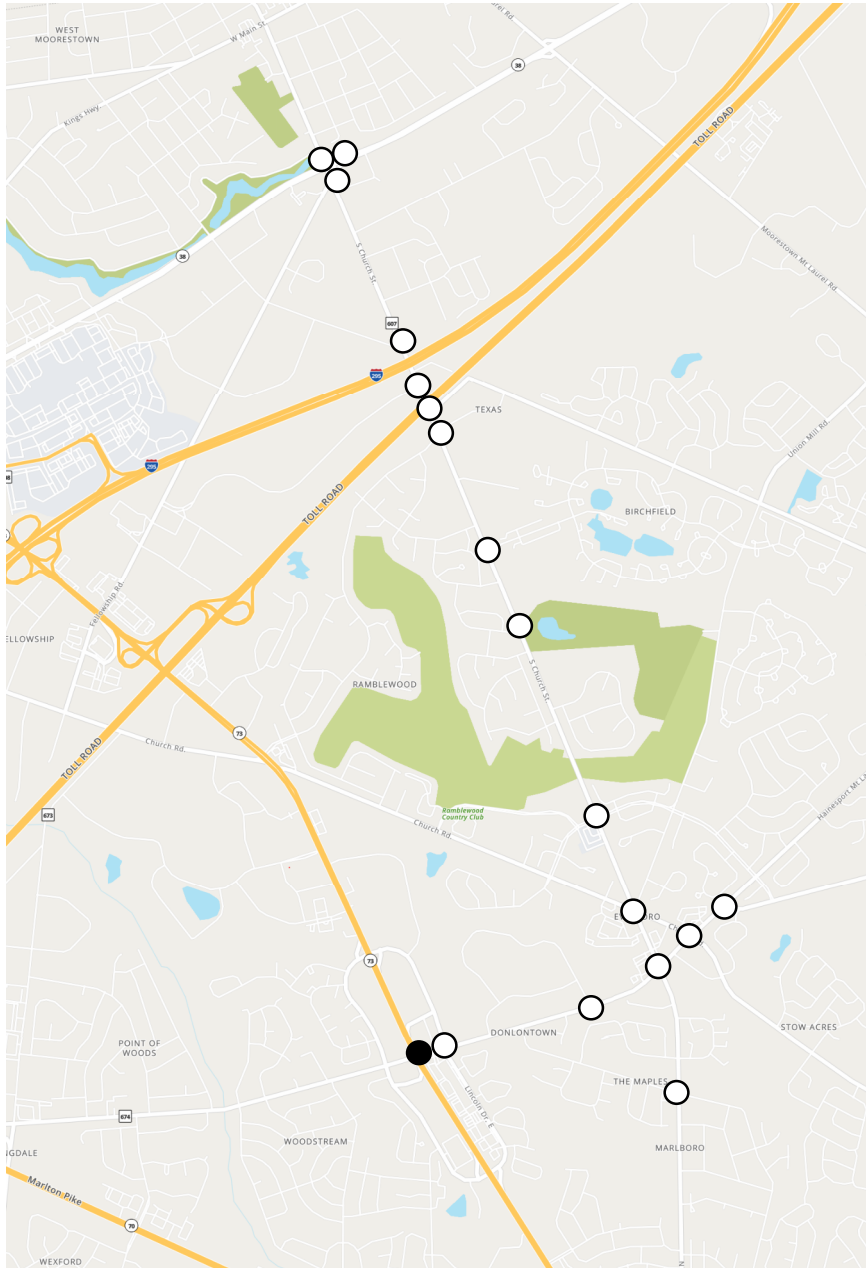 WEST
MOORESTOWN
W Main St.
38
Kings Hwy.
TOLL ROAD
38
S Church St.
Moorestown Mt Laurel Rd.
607
295
TEXAS
Union Mill Rd.
295
TOLL ROAD
BIRCHFIELD
Fellowship Rd.
ELLOWSHIP
RAMBLEWOOD
S Church St.
73
Church Rd.
TOLL ROAD
673
Ramblewood
Country Club
Church Rd.
Hainesport Mt La
73
DONLONTOWN
STOW ACRES
POINT OF
WOODS
THE MAPLES
674
Lincoln Dr. E
WOODSTREAM
MARLBORO
NGDALE
Marlton Pike
70
WEXFORD
N